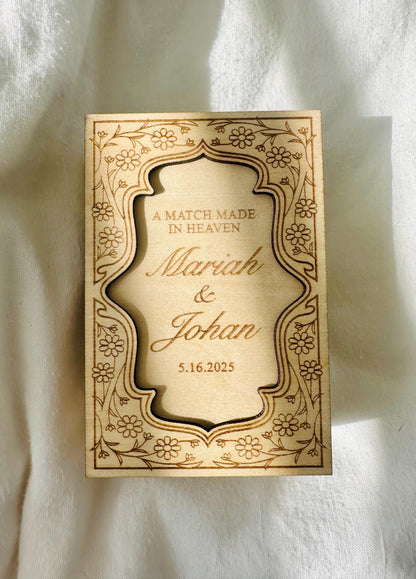 A MATCH MADE
IN HEAVEN
Mariah
&
Johan
5.16.2025